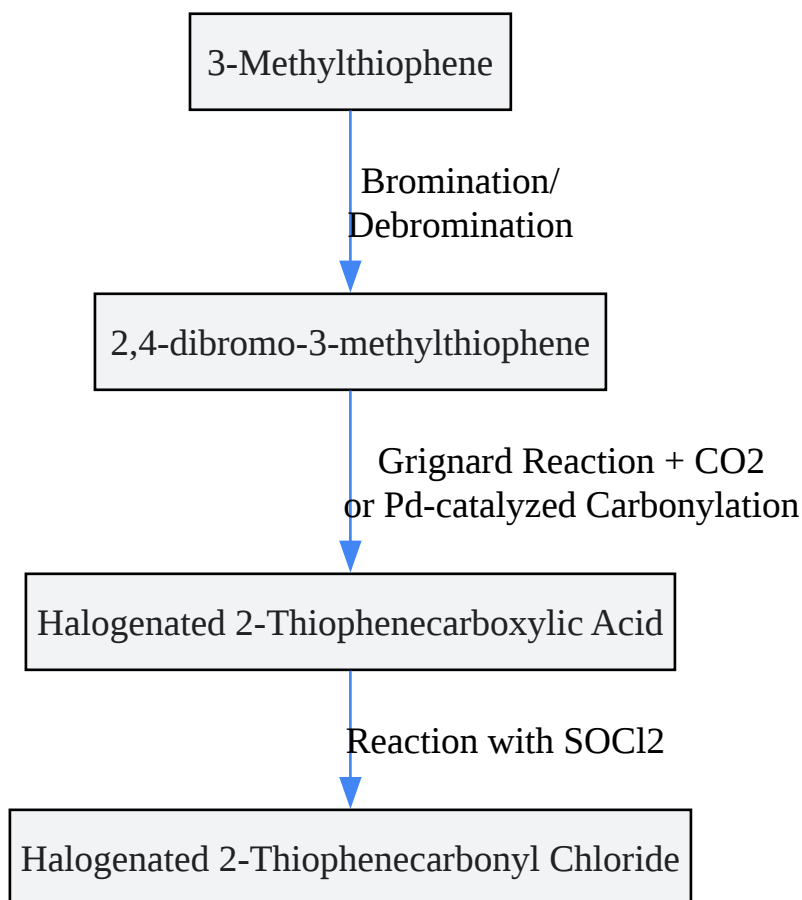 3-Methylthiophene
Bromination/
Debromination
2,4-dibromo-3-methylthiophene
Grignard Reaction + CO2
or Pd-catalyzed Carbonylation
Halogenated 2-Thiophenecarboxylic Acid
Reaction with SOCl2
Halogenated 2-Thiophenecarbonyl Chloride